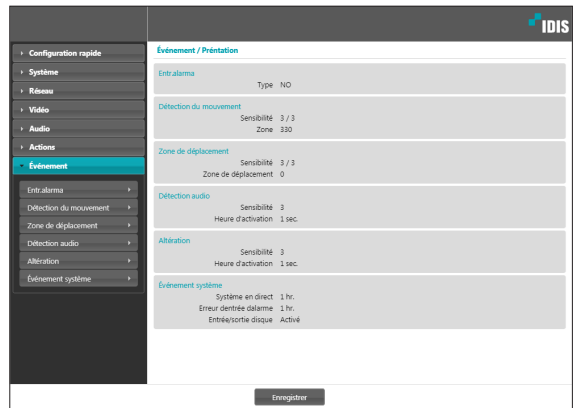 IDIS
Configuration rapide
Système
Réseau
Vidéo
Audio
Actions
Événement
Entr.alarma
Détection du mouvement
Zone de déplacement
Détection audio
Altération
Événement système
Événement / Préntation
Entr.alarma
Type NO
Détection du mouvement
Sensibilité 3 / 3
Zone 330
Zone de déplacement
Sensibilité 3 / 3
Zone de déplacement 0
Détection audio
Sensibilité 3
Heure d'activation 1 sec.
Altération
Sensibilité 3
Heure d'activation 1 sec.
Événement système
Système en direct 1 hr.
Erreur dentrée dalarme 1 hr.
Entrée/sortie disque Activé
Enregistrer